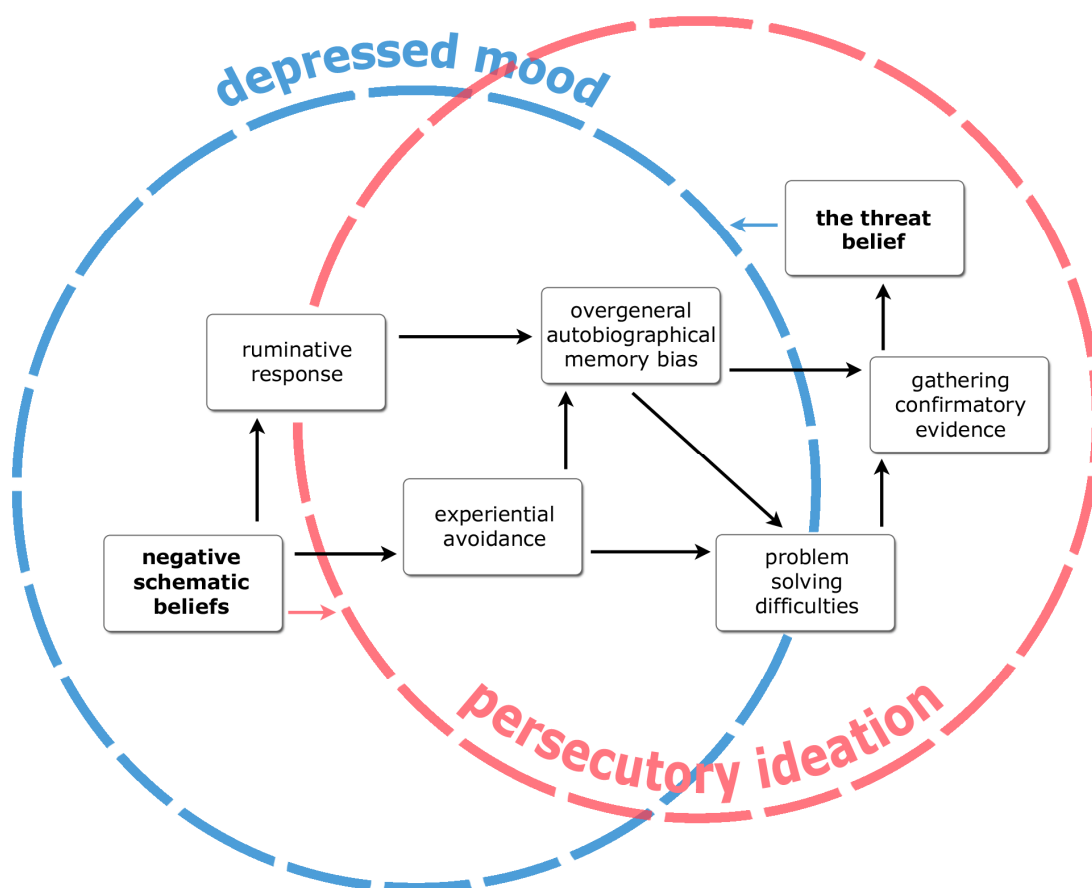 depressed mood
the threat
belief
overgeneral
autobiographical
memory bias
ruminative
response
gathering
confirmatory
evidence
experiential
avoidance
negative
schematic
beliefs
problem
solving
difficulties
persecutory ideation